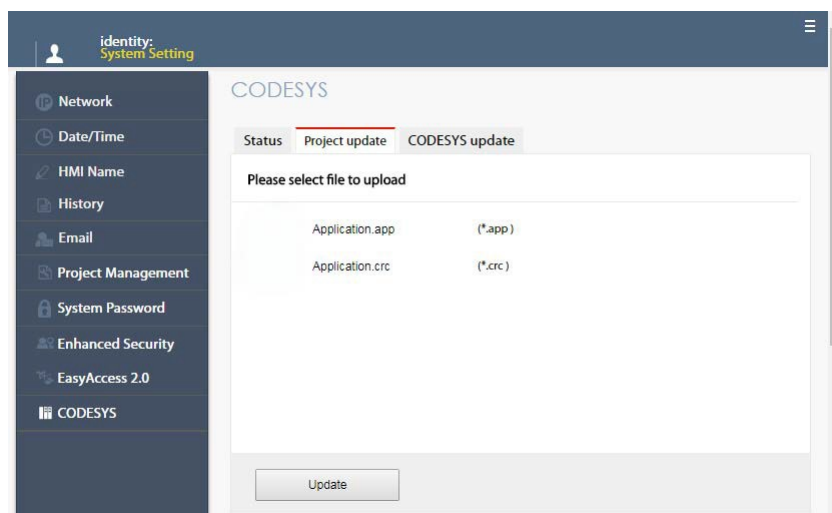 identity:
System Setting
Network
Date/Time
HMI Name
History
Email
Project Management
System Password
Enhanced Security
EasyAccess 2.0
CODESYS
CODESYS
Status Project update CODESYS update
Please select file to upload
Application.app (*.app )
Application.crc (*.crc )
Update